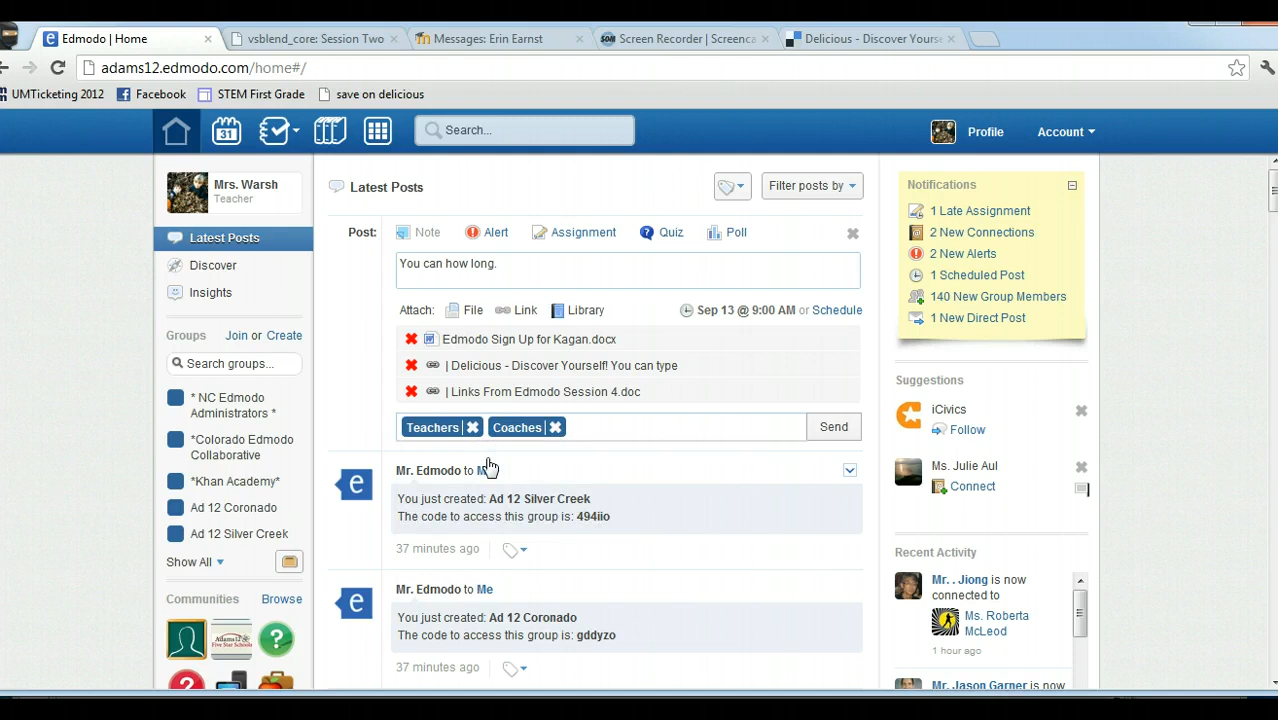 Edmodo | Home
vsblend_core: Session Two
Messages: Erin Earnst
Screen Recorder | Screenca
Delicious - Discover Yourse
adams12.edmodo.com/home#/
UMTicketing 2012
Facebook
STEM First Grade
save on delicious
31
Search...
Profile
Account
Mrs. Warsh
Teacher
Latest Posts
Discover
Insights
Groups Join or Create
Search groups...
* NC Edmodo
Administrators *
*Colorado Edmodo
Collaborative
*Khan Academy*
Ad 12 Coronado
Ad 12 Silver Creek
Show All
Communities Browse
Adams12
Five Star Schools
Latest Posts
Filter posts by
Post: Note Alert Assignment Quiz Poll
You can how long.
Attach: File Link Library Sep 13 @ 9:00 AM or Schedule
Edmodo Sign Up for Kagan.docx
| Delicious - Discover Yourself! You can type
| Links From Edmodo Session 4.doc
Teachers Coaches Send
Mr. Edmodo to
You just created: Ad 12 Silver Creek
The code to access this group is: 494iio
37 minutes ago
Mr. Edmodo to Me
You just created: Ad 12 Coronado
The code to access this group is: gddyzo
37 minutes ago
Notifications
1 Late Assignment
2 New Connections
2 New Alerts
1 Scheduled Post
140 New Group Members
1 New Direct Post
Suggestions
iCivics
Follow
Ms. Julie Aul
Connect
Recent Activity
Mr. . Jiong is now
connected to
Ms. Roberta
McLeod
1 hour ago
Mr. Jason Garner is now